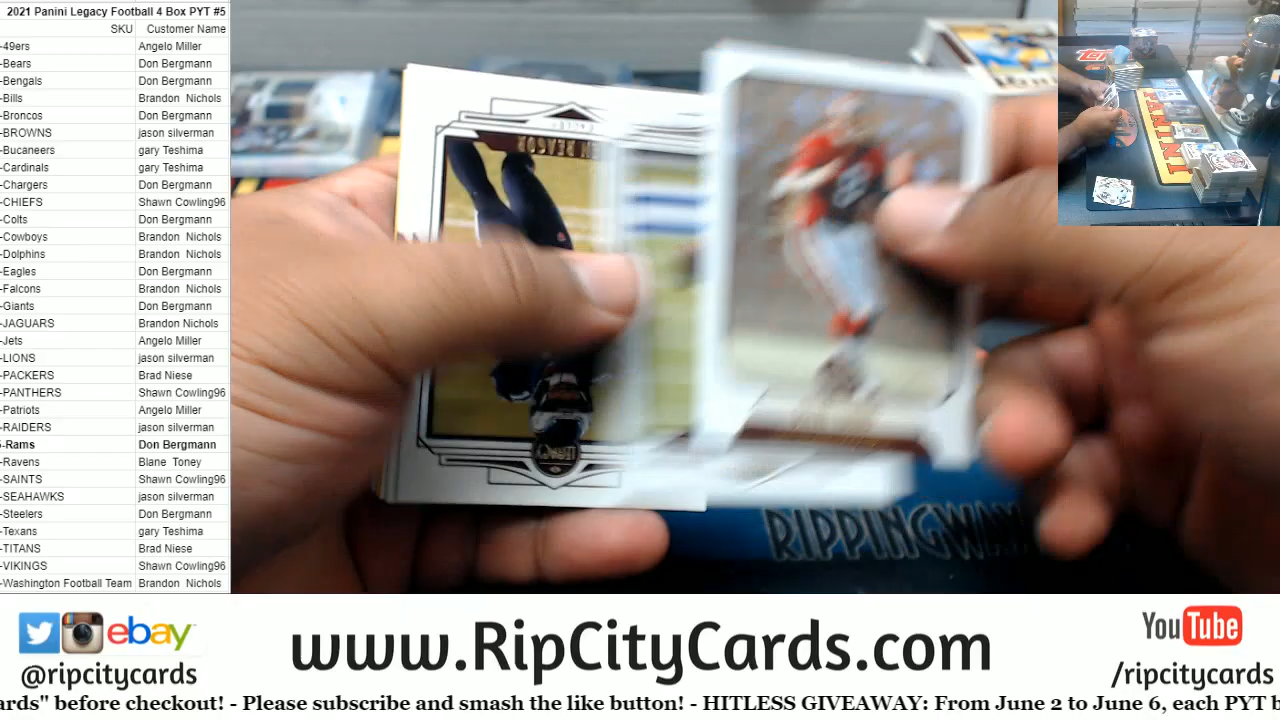 2021 Panini Legacy Football 4 Box PYT #5
SKU Customer Name
-49ers Angelo Miller
-Bears Don Bergmann
-Bengals Don Bergmann
-Bills Brandon Nichols
-Broncos Don Bergmann
-BROWNS jason silverman
-Bucaneers gary Teshima
-Cardinals gary Teshima
-Chargers Don Bergmann
-CHIEFS Shawn Cowling96
-Colts Don Bergmann
-Cowboys Brandon Nichols
-Dolphins Brandon Nichols
-Eagles Don Bergmann
-Falcons Brandon Nichols
-Giants Don Bergmann
-JAGUARS Brandon Nichols
-Jets Angelo Miller
-LIONS jason silverman
-PACKERS Brad Niese
-PANTHERS Shawn Cowling96
-Patriots Angelo Miller
-RAIDERS jason silverman
-Rams Don Bergmann
-Ravens Blane Toney
-SAINTS Shawn Cowling96
-SEAHAWKS jason silverman
-Steelers Don Bergmann
-Texans gary Teshima
-TITANS Brad Niese
-VIKINGS Shawn Cowling96
-Washington Football Team Brandon Nichols
REAGOR
LEGACY
RIPPINGWA
PANINI
ebay
@ripcitycards
www.RipCityCards.com
YouTube
/ripcitycards
ards" before checkout! - Please subscribe and smash the like button! - HITLESS GIVEAWAY: From June 2 to June 6, each PYT b